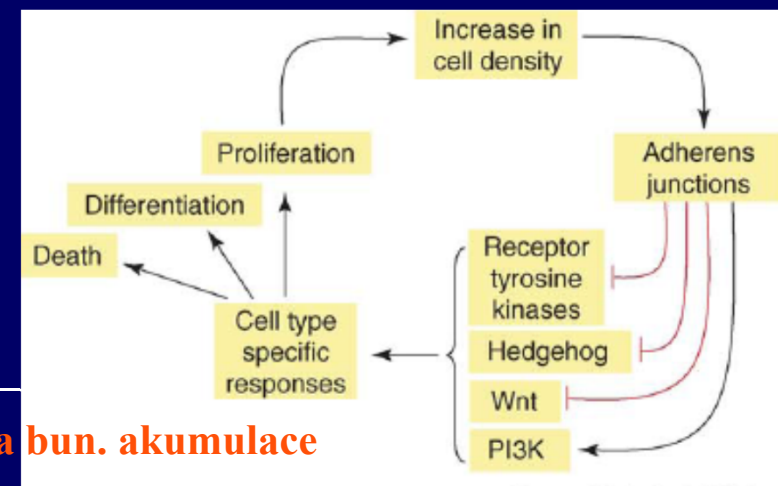 Increase in
cell density
Proliferation
Adherens
junctions
Differentiation
Death
Receptor
tyrosine
kinases
Cell type
specific
responses
Hedgehog
Wnt
PI3K
a bun. akumulace